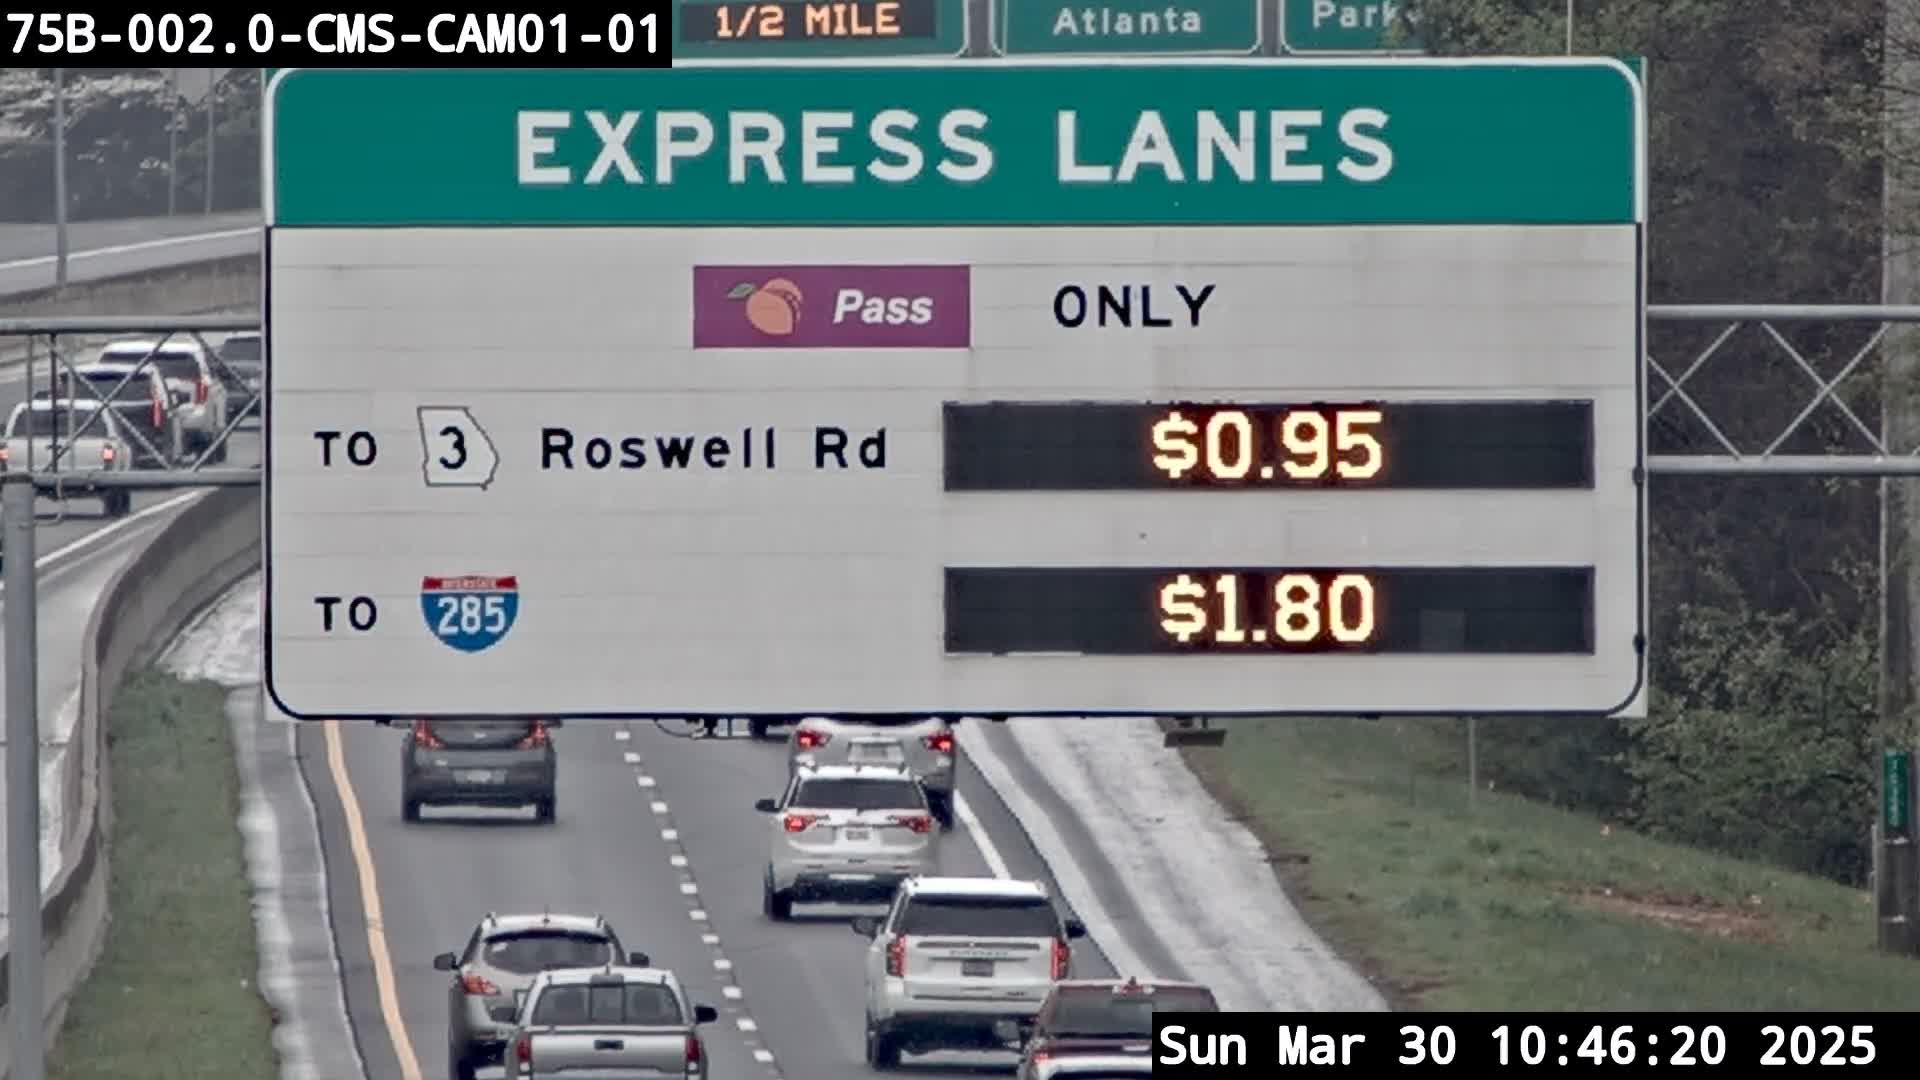 75B-002.0-CMS-CAM01-01
1/2 MILE
Atlanta
EXPRESS LANES
Pass ONLY
TO 3 Roswell Rd $0.95
TO INTERSTATE 285 $1.80
Sun Mar 30 10:46:20 2025